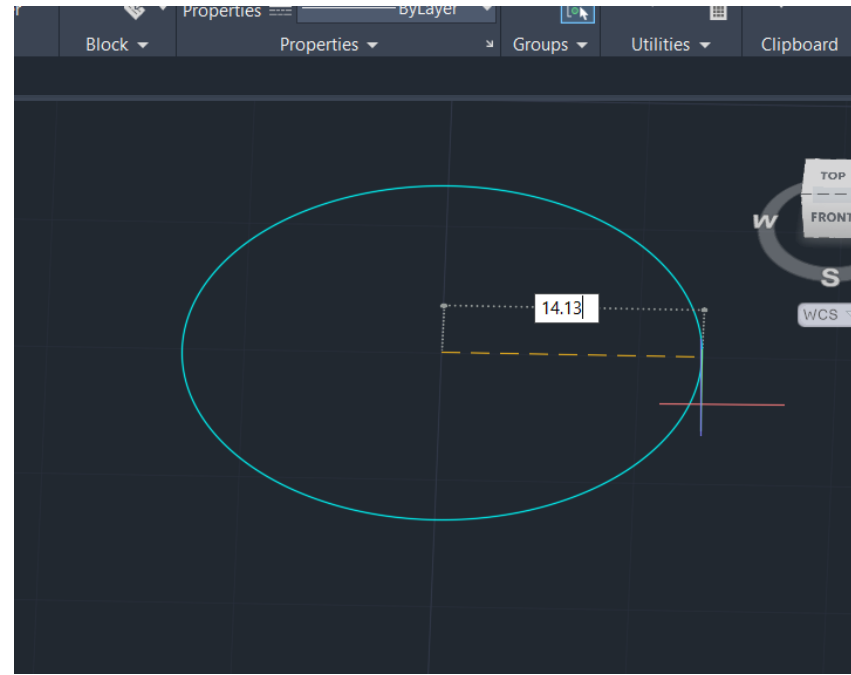 Properties ByLayer
Block Properties Groups Utilities Clipboard
TOP
W FRONT
S
14.13
WCS